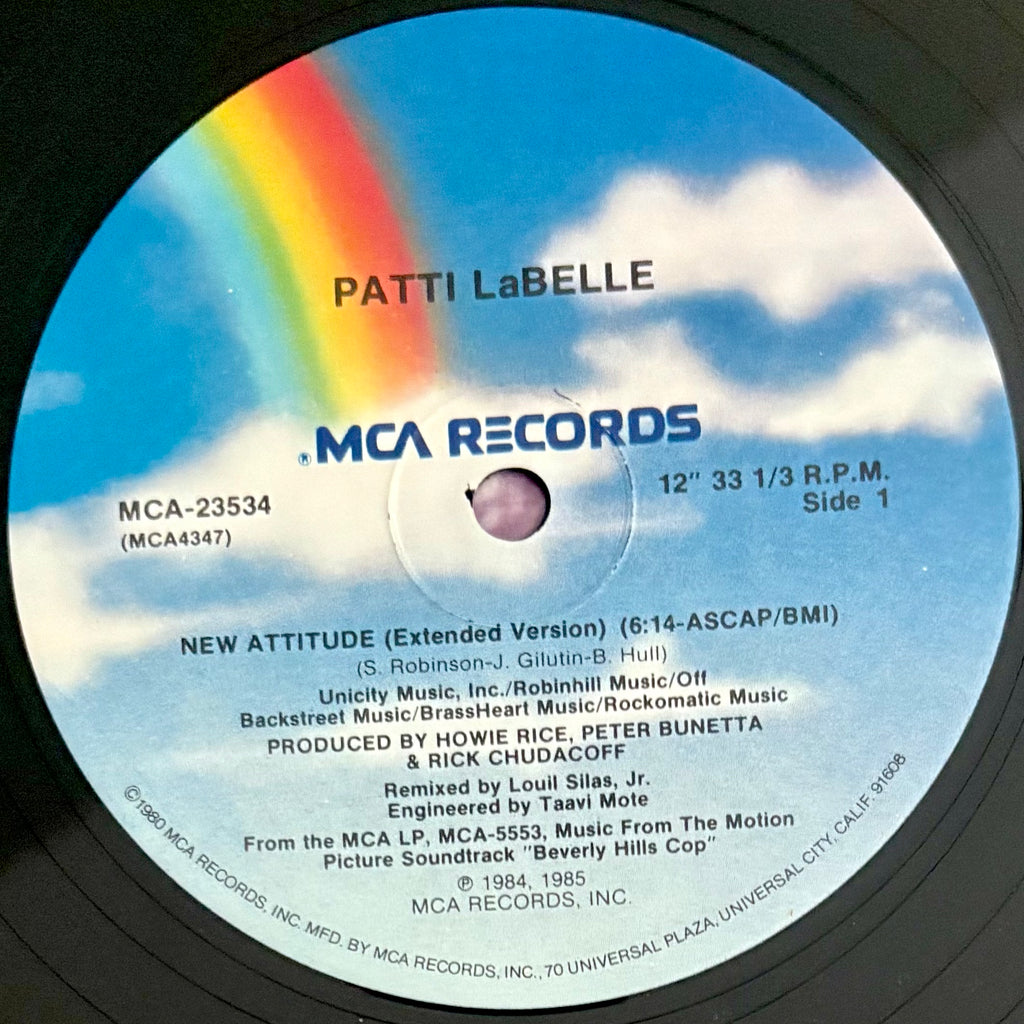 PATTI LaBELLE
® MCA RECORDS
MCA-23534
(MCA4347)
12" 33 1/3 R.P.M.
Side 1
NEW ATTITUDE (Extended Version) (6:14-ASCAP/BMI)
(S. Robinson-J. Gilutin-B. Hull)
Unicity Music, Inc./Robinhill Music/Off
Backstreet Music/BrassHeart Music/Rockomatic Music
PRODUCED BY HOWIE RICE, PETER BUNETTA
& RICK CHUDACOFF
Remixed by Louil Silas, Jr.
Engineered by Taavi Mote
From the MCA LP, MCA-5553, Music From The Motion
Picture Soundtrack "Beverly Hills Cop"
℗ 1984, 1985
MCA RECORDS, INC.
©1980 MCA RECORDS, INC. MFD. BY MCA RECORDS, INC., 70 UNIVERSAL PLAZA, UNIVERSAL CITY, CALIF. 91608